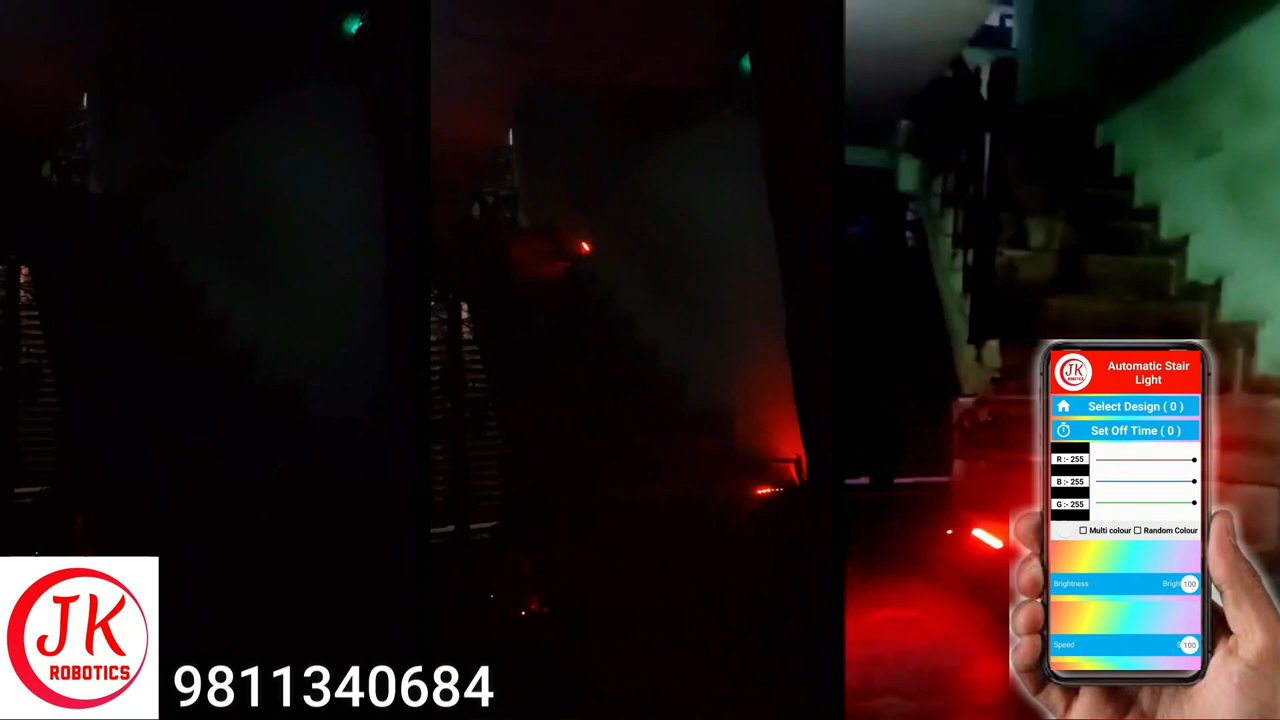 JK
ROBOTICS
9811340684
JK
ROBOTICS
Automatic Stair
Light
Select Design ( 0 )
Set Off Time ( 0 )
R :- 255
B :- 255
G :- 255
Multi colour
Random Colour
Brightness
Brigh
100
Speed
S
100